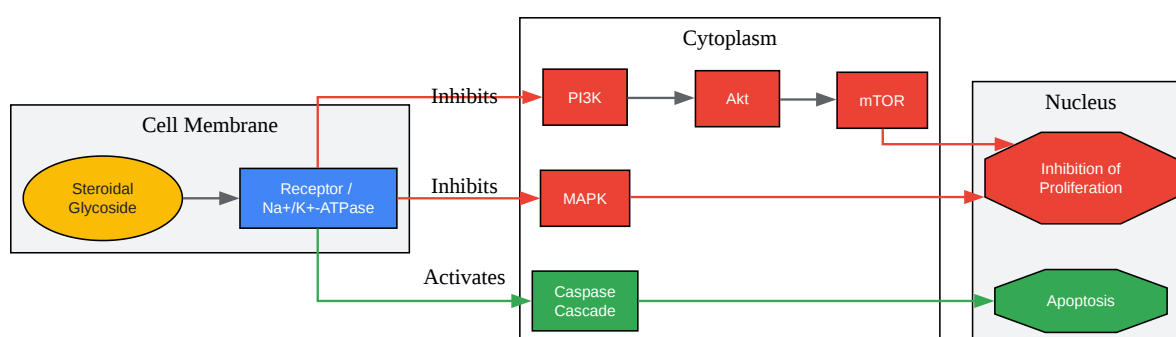 Cytoplasm
Inhibits
PI3K
Akt
mTOR
Nucleus
Cell Membrane
Steroidal
Glycoside
Receptor /
Na+/K+-ATPase
Inhibits
MAPK
Inhibition of
Proliferation
Activates
Caspase
Cascade
Apoptosis